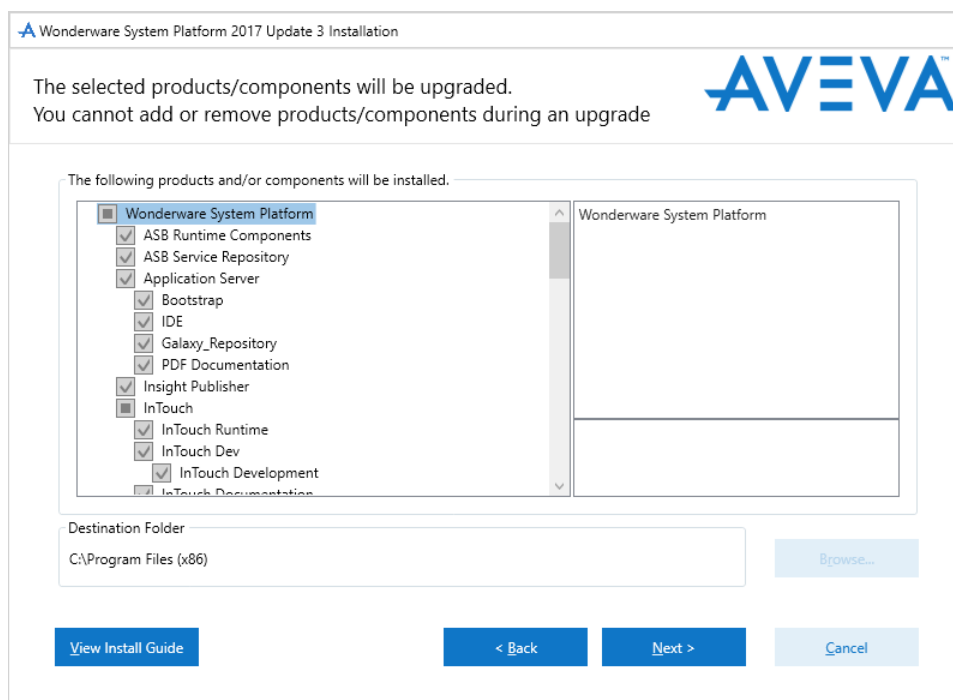 Wonderware System Platform 2017 Update 3 Installation
The selected products/components will be upgraded.
You cannot add or remove products/components during an upgrade
AVEVA™
The following products and/or components will be installed.
Wonderware System Platform
ASB Runtime Components
ASB Service Repository
Application Server
Bootstrap
IDE
Galaxy_Repository
PDF Documentation
Insight Publisher
InTouch
InTouch Runtime
InTouch Dev
InTouch Development
InTouch Documentation
Wonderware System Platform
Destination Folder
C:\Program Files (x86)
Browse...
View Install Guide
< Back
Next >
Cancel